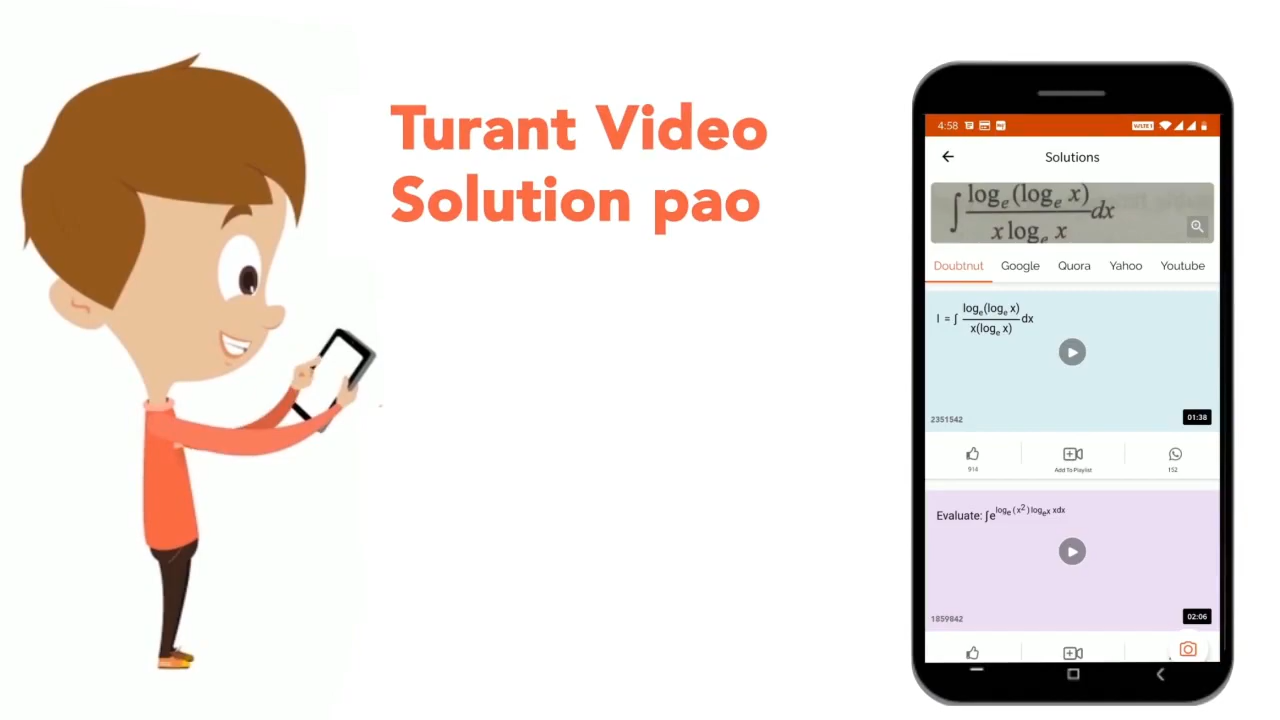 Turant Video
Solution pao
4:58
VoLTE1
Solutions
∫ logₑ(logₑ x) / x logₑ x dx
Doubtnut Google Quora Yahoo Youtube
I = ∫ logₑ(logₑ x) / x(logₑ x) dx
2351542 01:38
914 Add To Playlist 152
Evaluate: ∫e^logₑ(x²)logₑx xdx
1859842 02:06